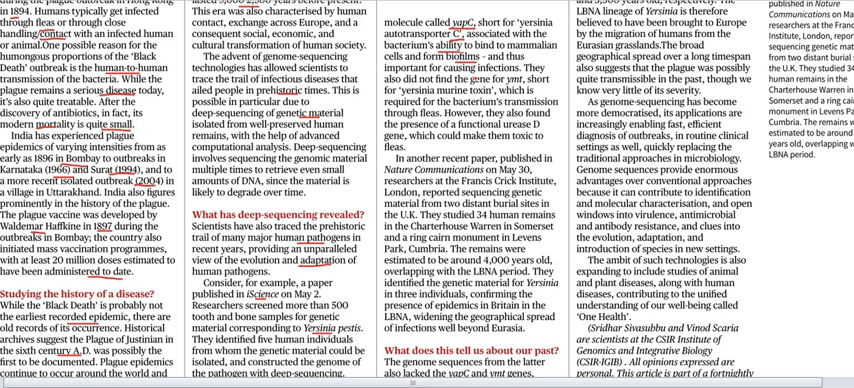 during the plague outbreak in Hong Kong
in 1894. Humans typically get infected
through fleas or through close
handling/contact with an infected human
or animal.One possible reason for the
humongous proportions of the ‘Black
Death’ outbreak is the human-to-human
transmission of the bacteria. While the
plague remains a serious disease today,
it’s also quite treatable. After the
discovery of antibiotics, in fact, its
modern mortality is quite small.
India has experienced plague
epidemics of varying intensities from as
early as 1896 in Bombay to outbreaks in
Karnataka (1966) and Surat (1994), and to
a more recent isolated outbreak (2004) in
a village in Uttarakhand. India also figures
prominently in the history of the plague.
The plague vaccine was developed by
Waldemar Haffkine in 1897 during the
outbreaks in Bombay; the country also
initiated mass vaccination programmes,
with at least 20 million doses estimated to
have been administered to date.
Studying the history of a disease?
While the ‘Black Death’ is probably not
the earliest recorded epidemic, there are
old records of its occurrence. Historical
archives suggest the Plague of Justinian in
the sixth century A.D. was possibly the
first to be documented. Plague epidemics
continue to occur around the world and
lasted 3,000-2,500 years before present.
This era was also characterised by human
contact, exchange across Europe, and a
consequent social, economic, and
cultural transformation of human society.
The advent of genome-sequencing
technologies has allowed scientists to
trace the trail of infectious diseases that
ailed people in prehistoric times. This is
possible in particular due to
deep-sequencing of genetic material
isolated from well-preserved human
remains, with the help of advanced
computational analysis. Deep-sequencing
involves sequencing the genomic material
multiple times to retrieve even small
amounts of DNA, since the material is
likely to degrade over time.
What has deep-sequencing revealed?
Scientists have also traced the prehistoric
trail of many major human pathogens in
recent years, providing an unparalleled
view of the evolution and adaptation of
human pathogens.
Consider, for example, a paper
published in iScience on May 2.
Researchers screened more than 500
tooth and bone samples for genetic
material corresponding to Yersinia pestis.
They identified five human individuals
from whom the genetic material could be
isolated, and constructed the genome of
the pathogen with deep-sequencing.
molecule called yapC, short for ‘yersinia
autotransporter C’, associated with the
bacterium’s ability to bind to mammalian
cells and form biofilms – and thus
important for causing infections. They
also did not find the gene for ymt, short
for ‘yersinia murine toxin’, which is
required for the bacterium’s transmission
through fleas. However, they also found
the presence of a functional urease D
gene, which could make them toxic to
fleas.
In another recent paper, published in
Nature Communications on May 30,
researchers at the Francis Crick Institute,
London, reported sequencing genetic
material from two distant burial sites in
the U.K. They studied 34 human remains
in the Charterhouse Warren in Somerset
and a ring cairn monument in Levens
Park, Cumbria. The remains were
estimated to be around 4,000 years old,
overlapping with the LBNA period. They
identified the genetic material for Yersinia
in three individuals, confirming the
presence of epidemics in Britain in the
LBNA, widening the geographical spread
of infections well beyond Eurasia.
What does this tell us about our past?
The genome sequences from the latter
also lacked the yapC and ymt genes,
and 3,500 years old, respectively. The
LBNA lineage of Yersinia is therefore
believed to have been brought to Europe
by the migration of humans from the
Eurasian grasslands.The broad
geographical spread over a long timespan
also suggests that the plague was possibly
quite transmissible in the past, though we
know very little of its severity.
As genome-sequencing has become
more democratised, its applications are
increasingly enabling fast, efficient
diagnosis of outbreaks, in routine clinical
settings as well, quickly replacing the
traditional approaches in microbiology.
Genome sequences provide enormous
advantages over conventional approaches
because it can contribute to identification
and molecular characterisation, and open
windows into virulence, antimicrobial
and antibody resistance, and clues into
the evolution, adaptation, and
introduction of species in new settings.
The ambit of such technologies is also
expanding to include studies of animal
and plant diseases, along with human
diseases, contributing to the unified
understanding of our well-being called
‘One Health’.
(Sridhar Sivasubbu and Vinod Scaria
are scientists at the CSIR Institute of
Genomics and Integrative Biology
(CSIR-IGIB) . All opinions expressed are
personal. This article is part of a fortnightly
published in Nature
Communications on Ma
researchers at the Francis
Institute, London, repor
sequencing genetic mat
from two distant burial s
the U.K. They studied 34
human remains in the
Charterhouse Warren in
Somerset and a ring cair
monument in Levens Park,
Cumbria. The remains w
estimated to be around
years old, overlapping w
LBNA period.